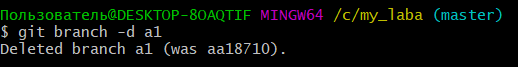 Пользователь@DESKTOP-8OAQTIF MINGW64 /c/my_laba (master)
$ git branch -d a1
Deleted branch a1 (was aa18710).